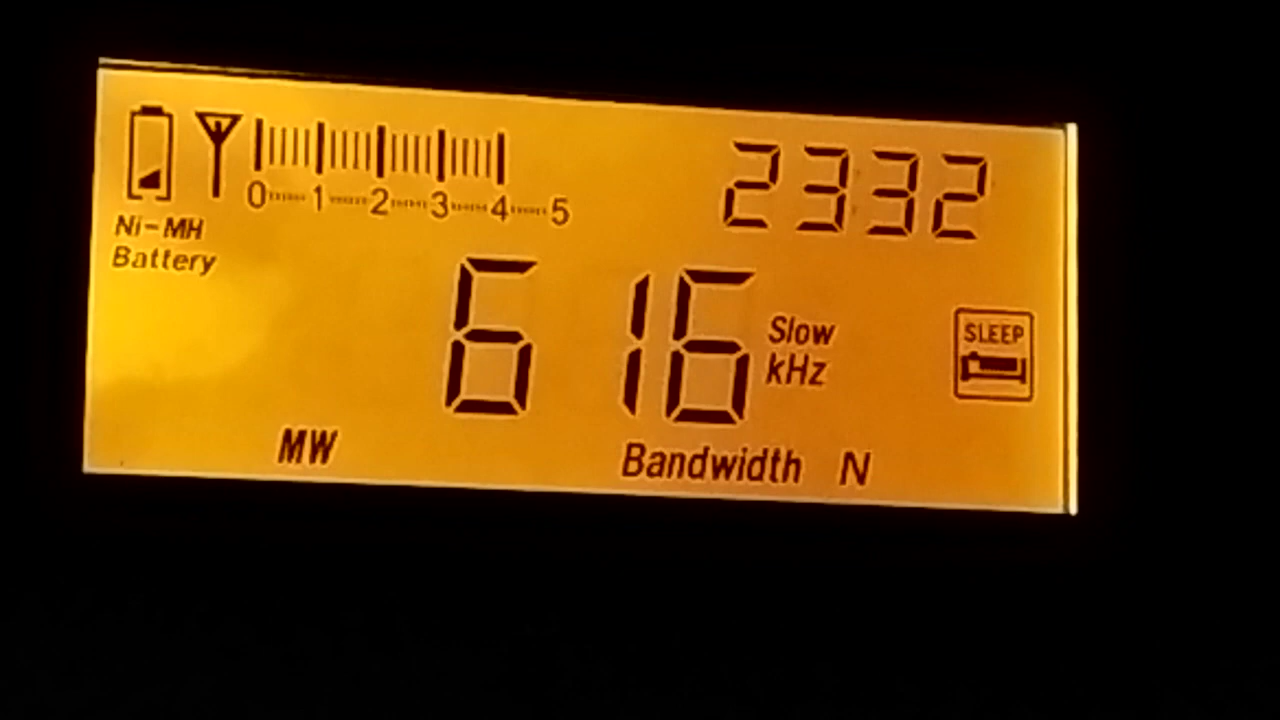 2332
0 1 2 3 4 5
Ni-MH
Battery
616
Slow
kHz
SLEEP
MW
Bandwidth N